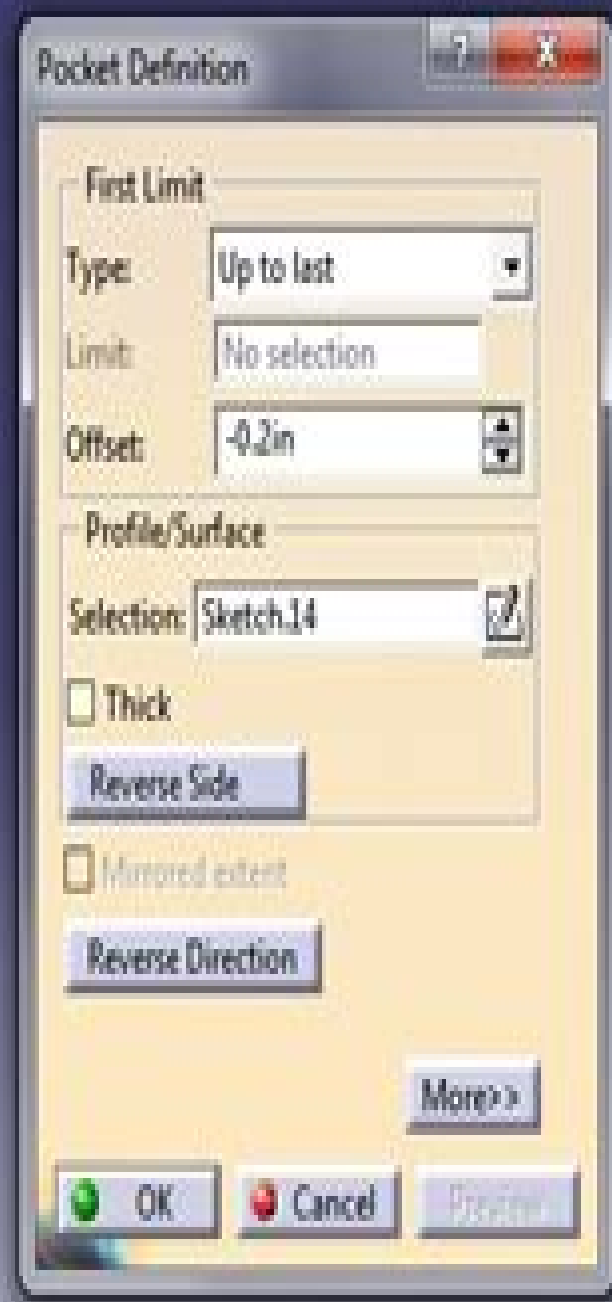 Pocket Definition
?
X
First Limit
Type: Up to last
Limit: No selection
Offset: -0.2in
Profile/Surface
Selection: Sketch.14
Thick
Reverse Side
Mirrored extent
Reverse Direction
More>>
OK Cancel Preview